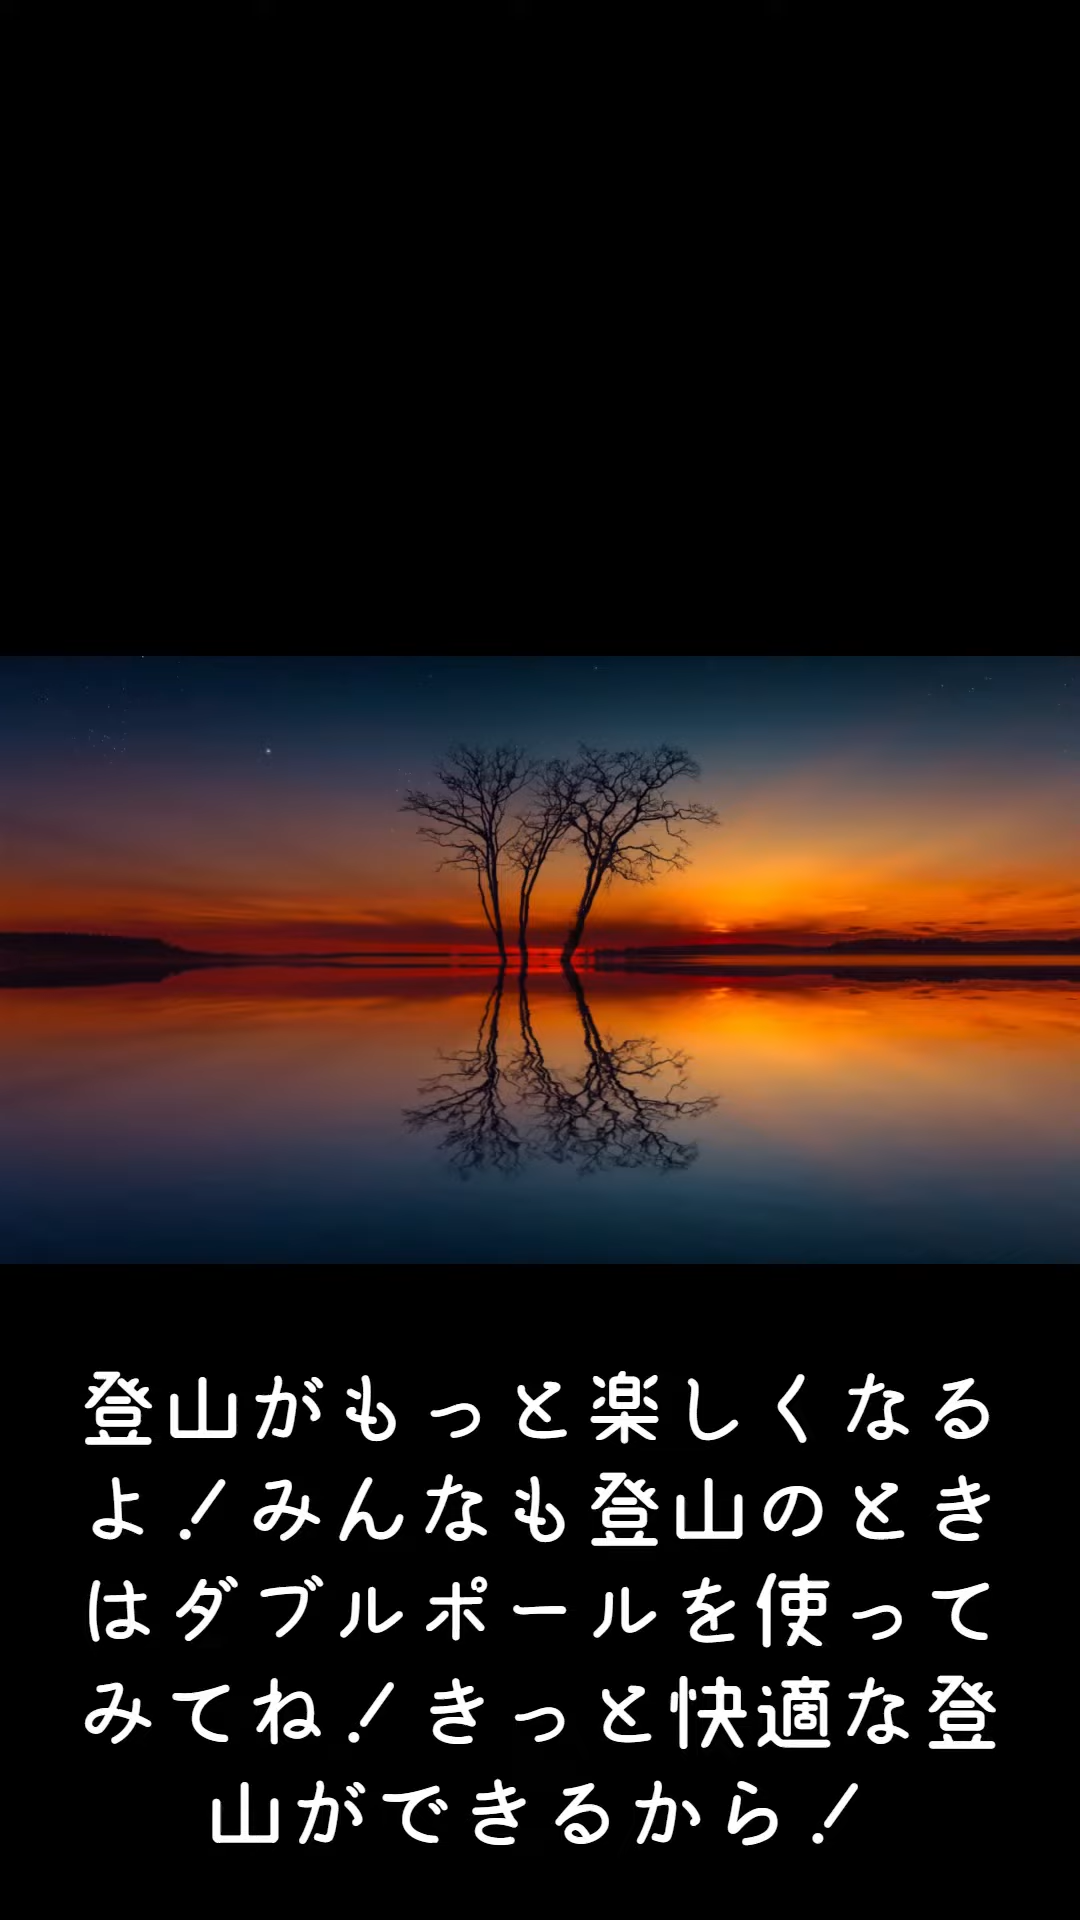 登山がもっと楽しくなる
よ！みんなも登山のとき
はダブルポールを使って
みてね！きっと快適な登
山ができるから！